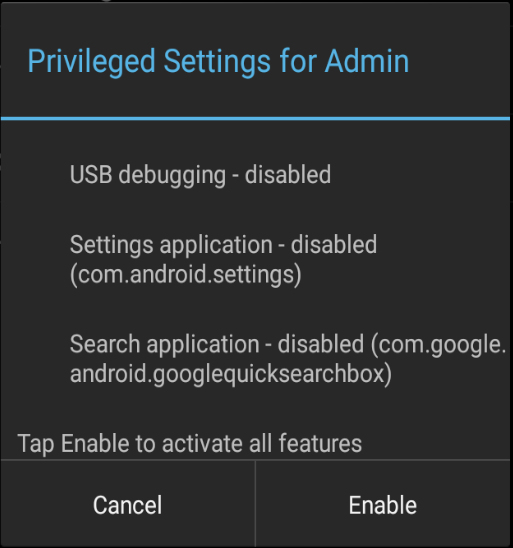 Privileged Settings for Admin
USB debugging - disabled
Settings application - disabled
(com.android.settings)
Search application - disabled (com.google.
android.googlequicksearchbox)
Tap Enable to activate all features
Cancel
Enable